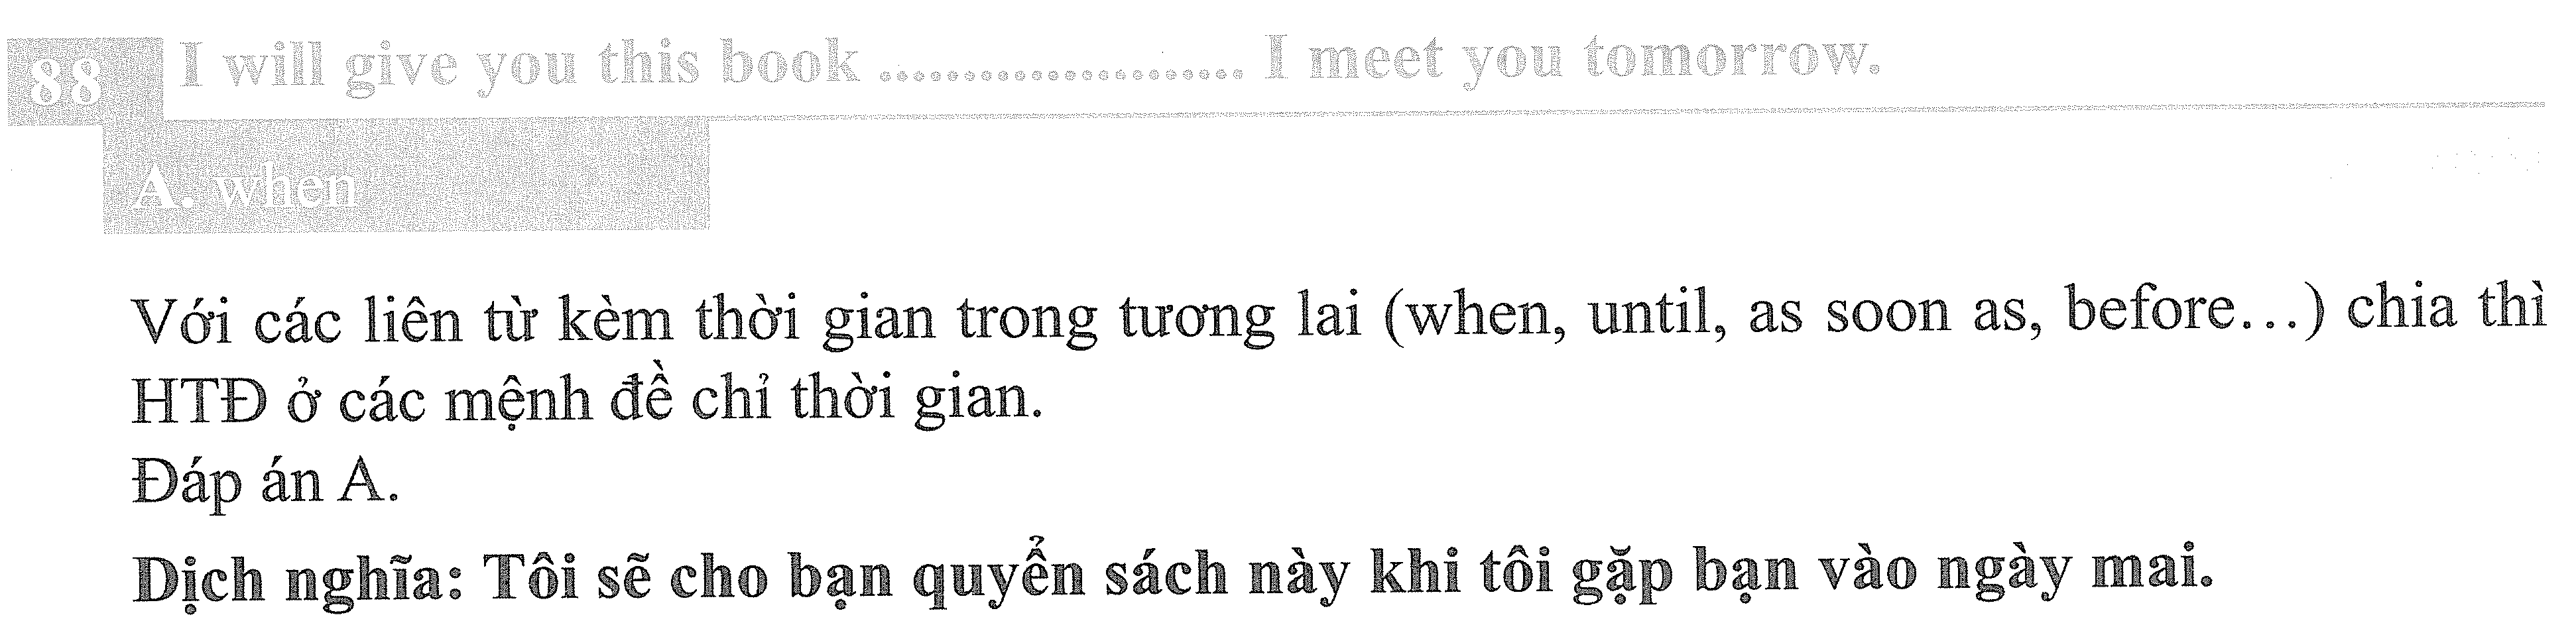 88 I will give you this book ...................... I meet you tomorrow.
A. when
Với các liên từ kèm thời gian trong tương lai (when, until, as soon as, before…) chia thì
HTĐ ở các mệnh đề chỉ thời gian.
Đáp án A.
Dịch nghĩa: Tôi sẽ cho bạn quyển sách này khi tôi gặp bạn vào ngày mai.